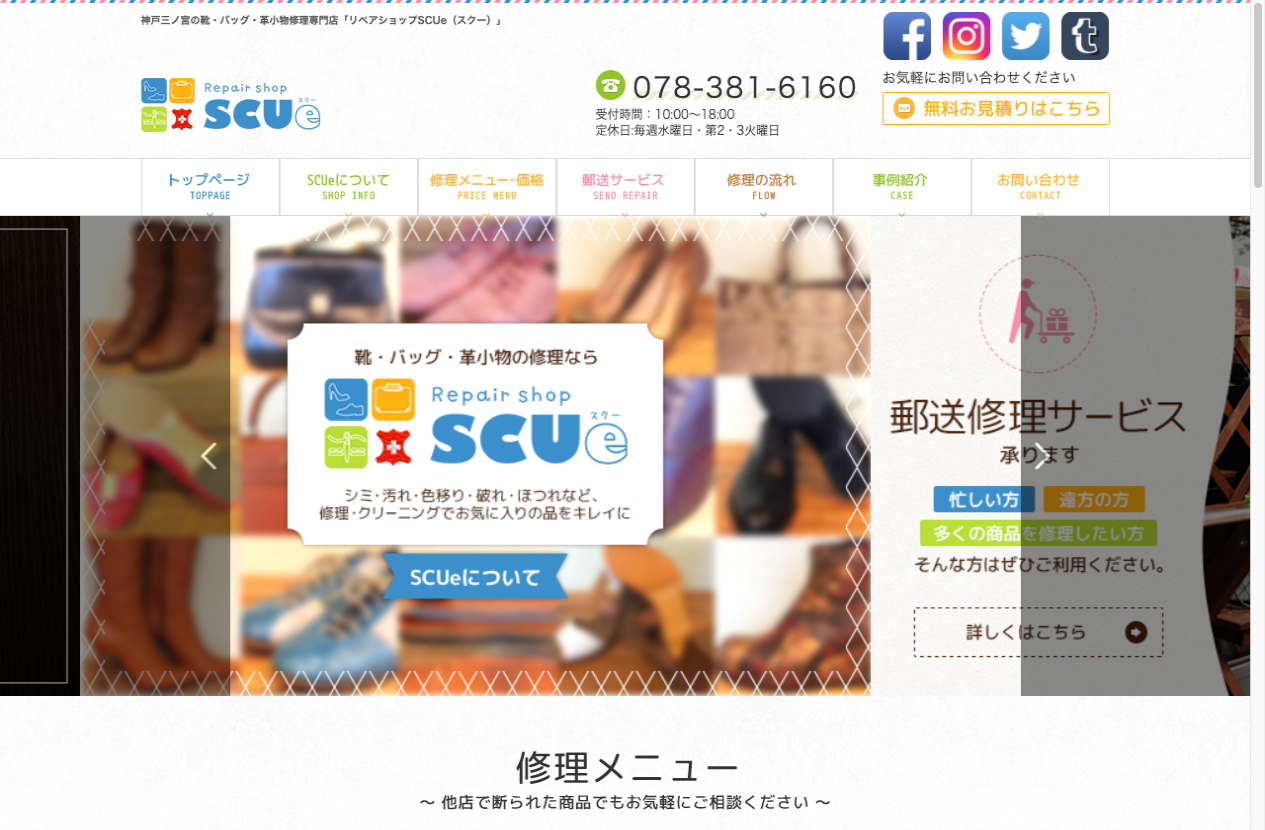 神戸三ノ宮の靴・バッグ・革小物修理専門店「リペアショップSCUe（スクー）」
Repair shop
スクー
SCUe
078-381-6160
受付時間：10:00～18:00
定休日:毎週水曜日・第2・3火曜日
お気軽にお問い合わせください
無料お見積りはこちら
トップページ
TOPPAGE
SCUeについて
SHOP INFO
修理メニュー・価格
PRICE MENU
郵送サービス
SEND REPAIR
修理の流れ
FLOW
事例紹介
CASE
お問い合わせ
CONTACT
靴・バッグ・革小物の修理なら
Repair shop
スクー
SCUe
シミ・汚れ・色移り・破れ・ほつれなど、
修理・クリーニングでお気に入りの品をキレイに
SCUeについて
郵送修理サービス
承ります
忙しい方 遠方の方
多くの商品を修理したい方
そんな方はぜひご利用ください。
詳しくはこちら
修理メニュー
～ 他店で断られた商品でもお気軽にご相談ください ～